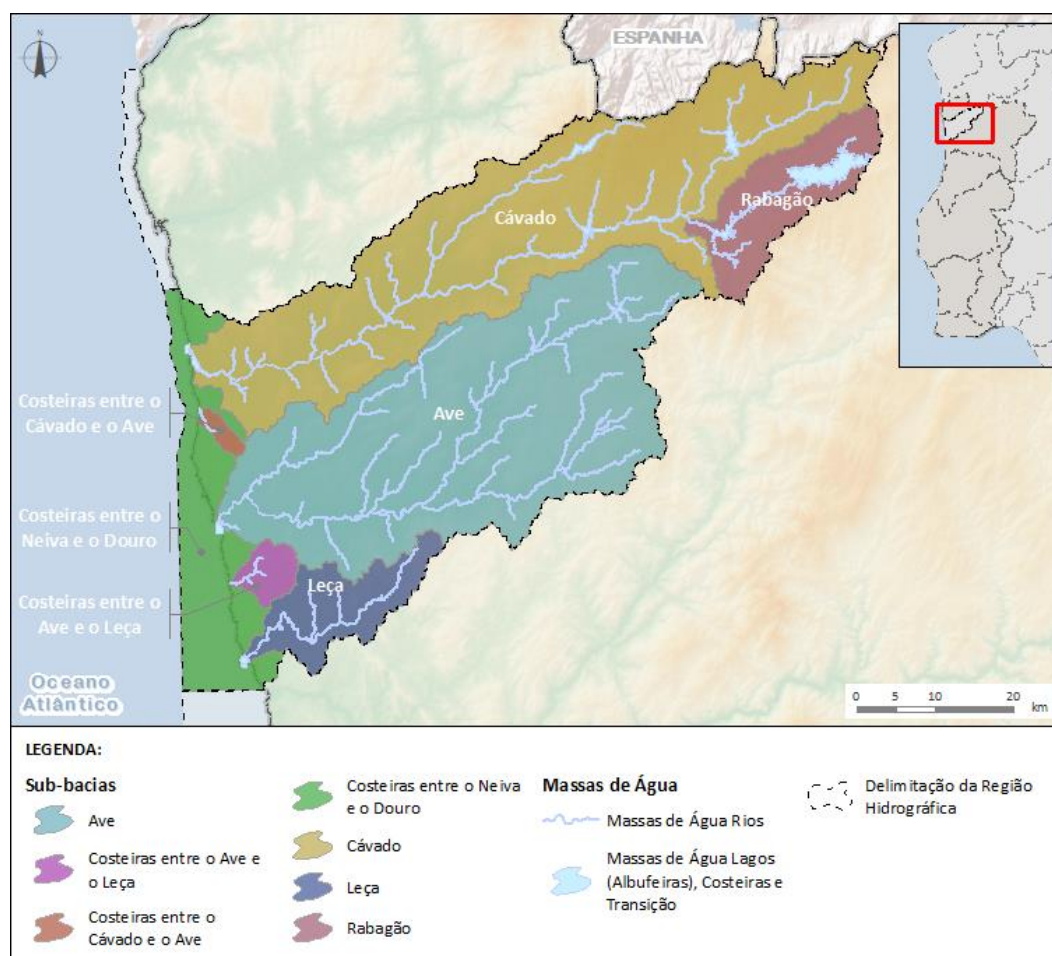 ESPANHA
Rabagão
Cávado
Costeiras entre o
Cávado e o Ave
Ave
Costeiras entre o
Neiva e o Douro
Leça
Costeiras entre o
Ave e o Leça
Oceano
Atlântico
0 5 10 20
km
LEGENDA:
Sub-bacias
Ave
Costeiras entre o Ave e
o Leça
Costeiras entre o
Cávado e o Ave
Costeiras entre o Neiva
e o Douro
Cávado
Leça
Rabagão
Massas de Água
Massas de Água Rios
Massas de Água Lagos
(Albufeiras), Costeiras e
Transição
Delimitação da Região
Hidrográfica